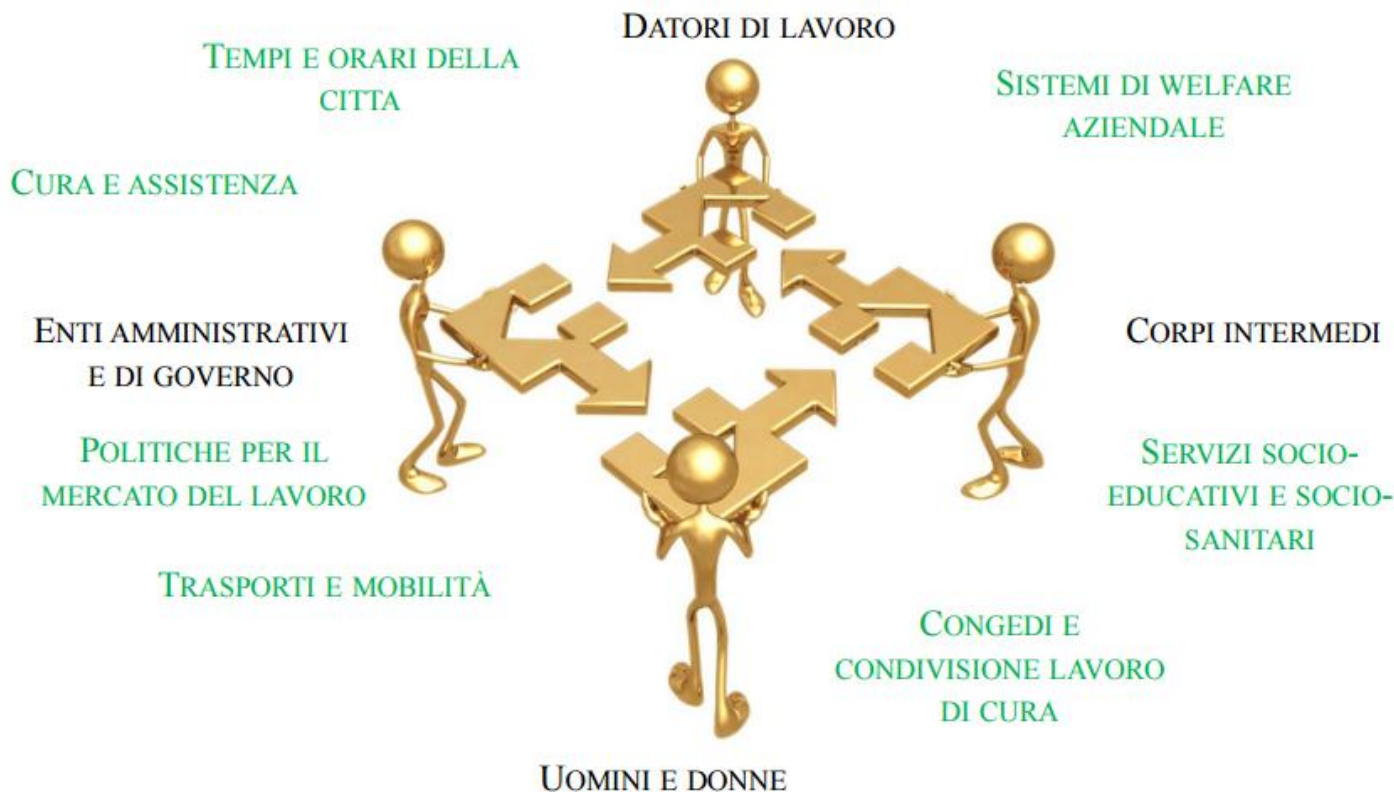 DATORI DI LAVORO
TEMPI E ORARI DELLA
CITTA
SISTEMI DI WELFARE
AZIENDALE
CURA E ASSISTENZA
ENTI AMMINISTRATIVI
E DI GOVERNO
CORPI INTERMEDI
POLITICHE PER IL
MERCATO DEL LAVORO
SERVIZI SOCIO-
EDUCATIVI E SOCIO-
SANITARI
TRASPORTI E MOBILITÀ
CONGEDI E
CONDIVISIONE LAVORO
DI CURA
UOMINI E DONNE